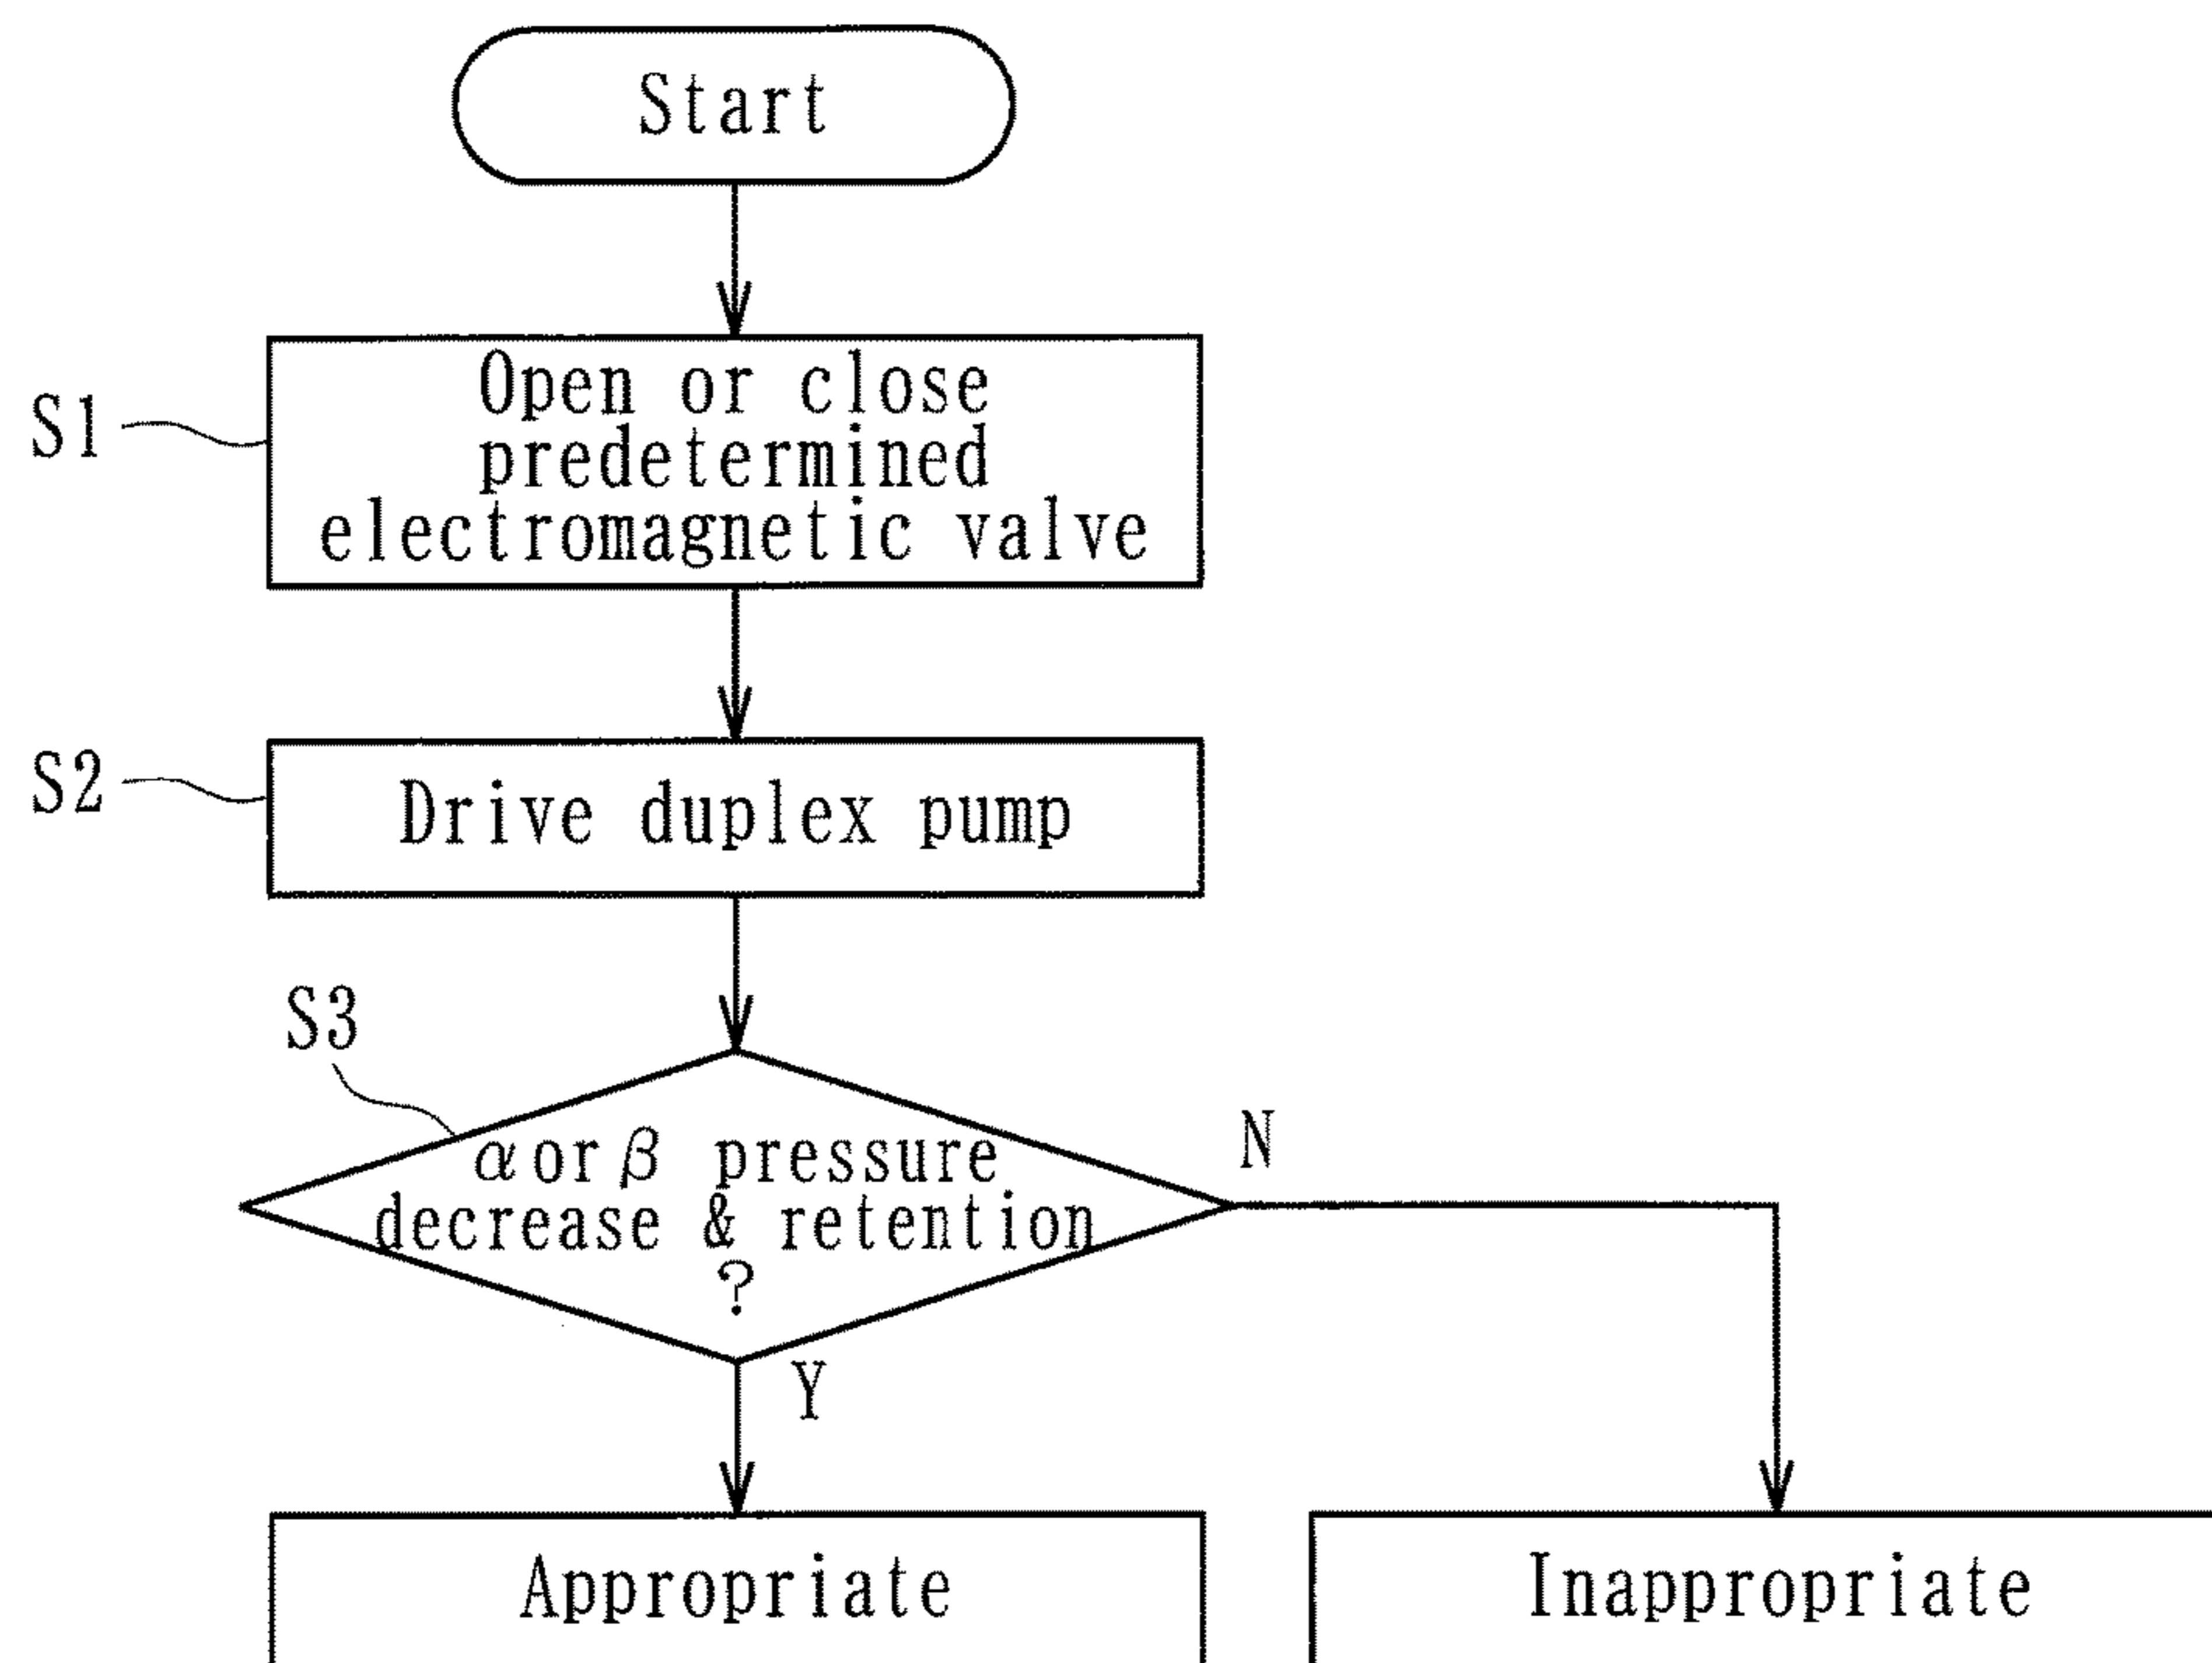 Start
S1
Open or close
predetermined
electromagnetic valve
S2
Drive duplex pump
S3
α or β pressure
decrease & retention
?
N
Y
Appropriate
Inappropriate